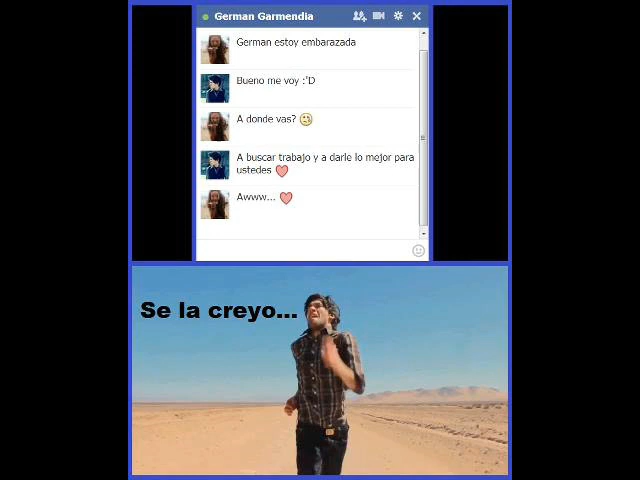 German Garmendia
German estoy embarazada
Bueno me voy :'D
A donde vas?
A buscar trabajo y a darle lo mejor para
ustedes
Awww...
Se la creyo...